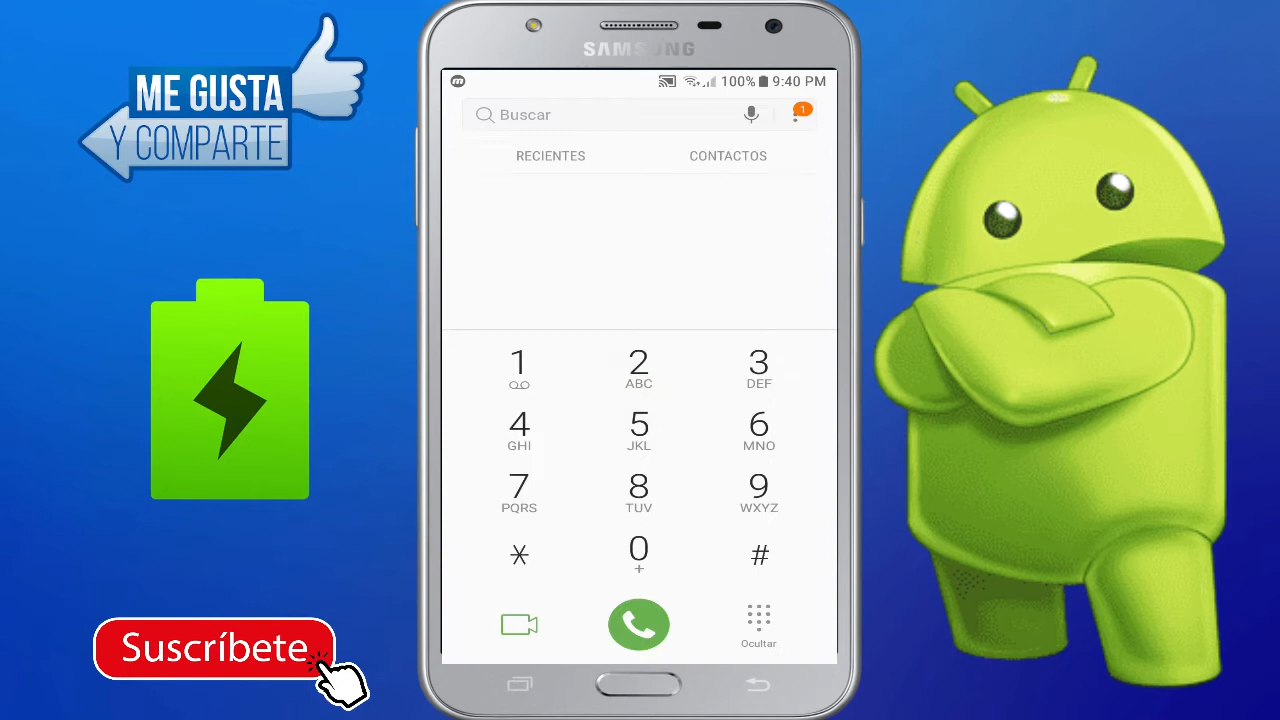 ME GUSTA
Y COMPARTE
Suscríbete
SAMSUNG
100% 9:40 PM
Buscar
1
RECIENTES CONTACTOS
1 2 3
ABC DEF
4 5 6
GHI JKL MNO
7 8 9
PQRS TUV WXYZ
* 0 #
+
Ocultar